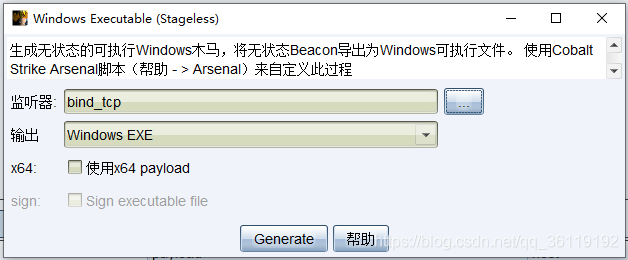 Windows Executable (Stageless)
生成无状态的可执行Windows木马，将无状态Beacon导出为Windows可执行文件。 使用Cobalt
Strike Arsenal脚本（帮助 -> Arsenal）来自定义此过程
监听器: bind_tcp ...
输出 Windows EXE
x64: 使用x64 payload
sign: Sign executable file
Generate 帮助
https://blog.csdn.net/qq_36119192